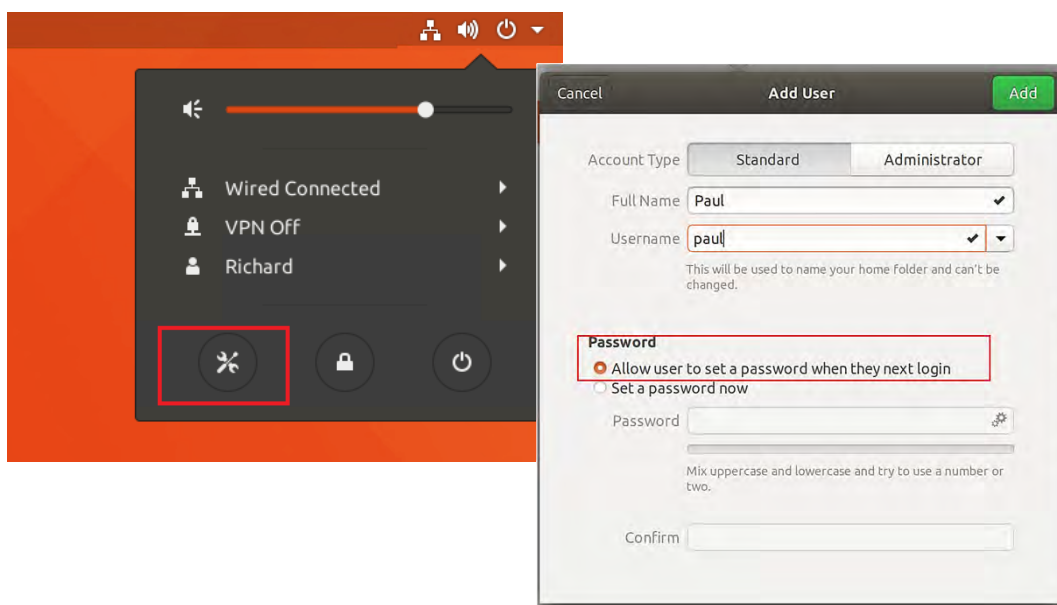 Wired Connected
VPN Off
Richard
Cancel Add User Add
Account Type Standard Administrator
Full Name Paul
Username paul
This will be used to name your home folder and can't be
changed.
Password
Allow user to set a password when they next login
Set a password now
Password
Mix uppercase and lowercase and try to use a number or
two.
Confirm